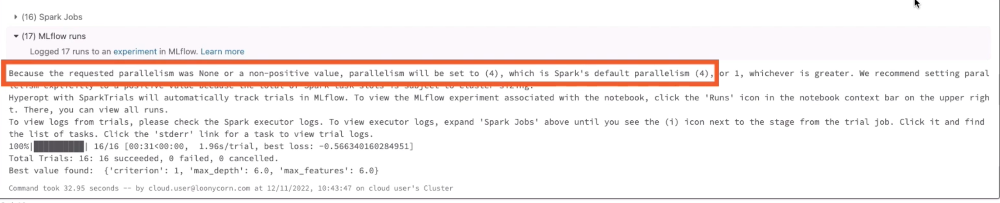 (16) Spark Jobs
(17) MLflow runs
Logged 17 runs to an experiment in MLflow. Learn more
Because the requested parallelism was None or a non-positive value, parallelism will be set to (4), which is Spark's default parallelism (4), or 1, whichever is greater. We recommend setting paral
lelism explicitly to a positive value because the total of Spark task slots is subject to cluster sizing.
Hyperopt with SparkTrials will automatically track trials in MLflow. To view the MLflow experiment associated with the notebook, click the 'Runs' icon in the notebook context bar on the upper righ
t. There, you can view all runs.
To view logs from trials, please check the Spark executor logs. To view executor logs, expand 'Spark Jobs' above until you see the (i) icon next to the stage from the trial job. Click it and find
the list of tasks. Click the 'stderr' link for a task to view trial logs.
100%|██████████| 16/16 [00:31<00:00,  1.96s/trial, best loss: -0.566340160284951]
Total Trials: 16: 16 succeeded, 0 failed, 0 cancelled.
Best value found:  {'criterion': 1, 'max_depth': 6.0, 'max_features': 6.0}
Command took 32.95 seconds -- by cloud.user@loonycorn.com at 12/11/2022, 10:43:47 on cloud user's Cluster